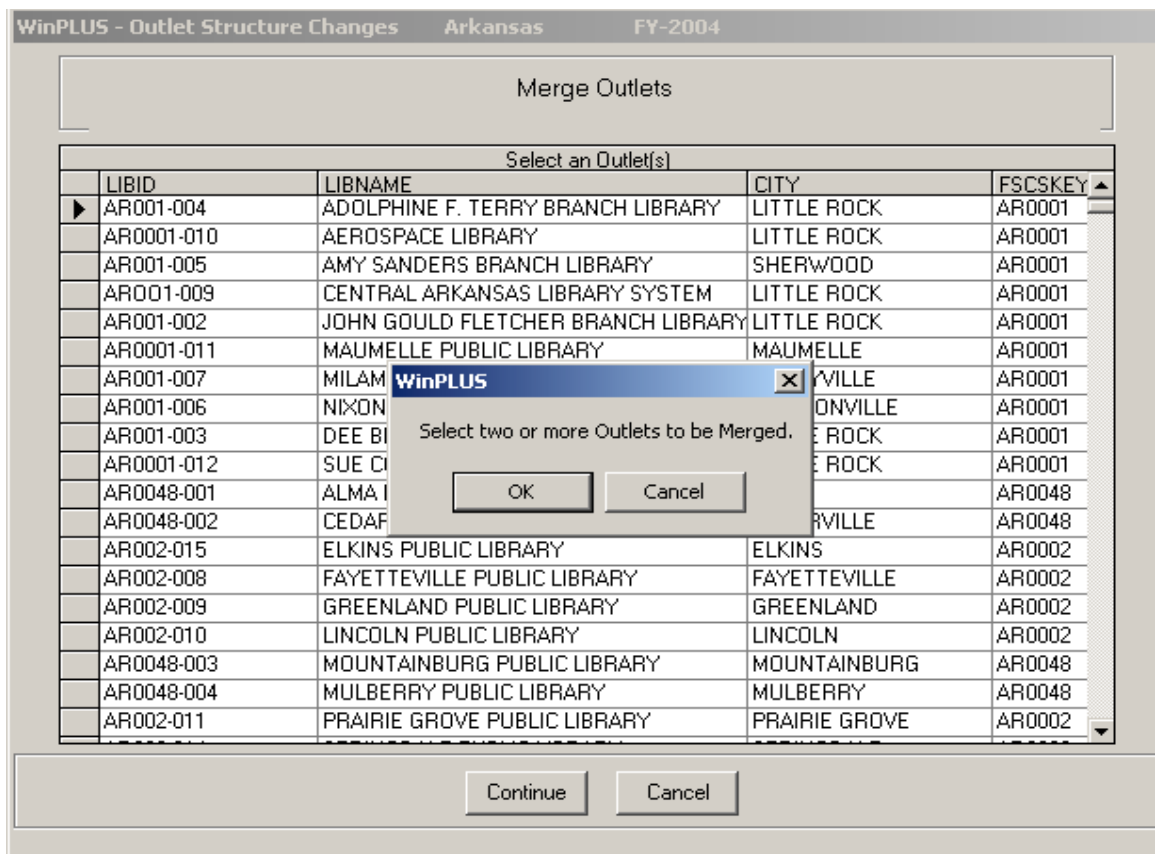 WinPLUS - Outlet Structure Changes Arkansas FY-2004
Merge Outlets
Select an Outlet(s)
LIBID LIBNAME CITY FSCSKEY
AR001-004 ADOLPHINE F. TERRY BRANCH LIBRARY LITTLE ROCK AR0001
AR0001-010 AEROSPACE LIBRARY LITTLE ROCK AR0001
AR001-005 AMY SANDERS BRANCH LIBRARY SHERWOOD AR0001
AROO1-009 CENTRAL ARKANSAS LIBRARY SYSTEM LITTLE ROCK AR0001
AR001-002 JOHN GOULD FLETCHER BRANCH LIBRARY LITTLE ROCK AR0001
AR0001-011 MAUMELLE PUBLIC LIBRARY MAUMELLE AR0001
AR001-007 MILAM YVILLE AR0001
AR001-006 NIXON ONVILLE AR0001
AR001-003 DEE E ROCK AR0001
AR0001-012 SUE E ROCK AR0001
AR0048-001 ALMA AR0048
AR0048-002 RVILLE AR0048
WinPLUS
Select two or more Outlets to be Merged.
OK Cancel
AR002-015 ELKINS PUBLIC LIBRARY ELKINS AR0002
AR002-008 FAYETTEVILLE PUBLIC LIBRARY FAYETTEVILLE AR0002
AR002-009 GREENLAND PUBLIC LIBRARY GREENLAND AR0002
AR002-010 LINCOLN PUBLIC LIBRARY LINCOLN AR0002
AR0048-003 MOUNTAINBURG PUBLIC LIBRARY MOUNTAINBURG AR0048
AR0048-004 MULBERRY PUBLIC LIBRARY MULBERRY AR0048
AR002-011 PRAIRIE GROVE PUBLIC LIBRARY PRAIRIE GROVE AR0002
Continue Cancel